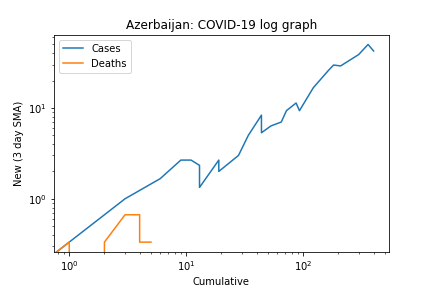 Azerbaijan: COVID-19 log graph
Cases
Deaths
New (3 day SMA)
10¹
10⁰
10⁰ 10¹ 10²
Cumulative